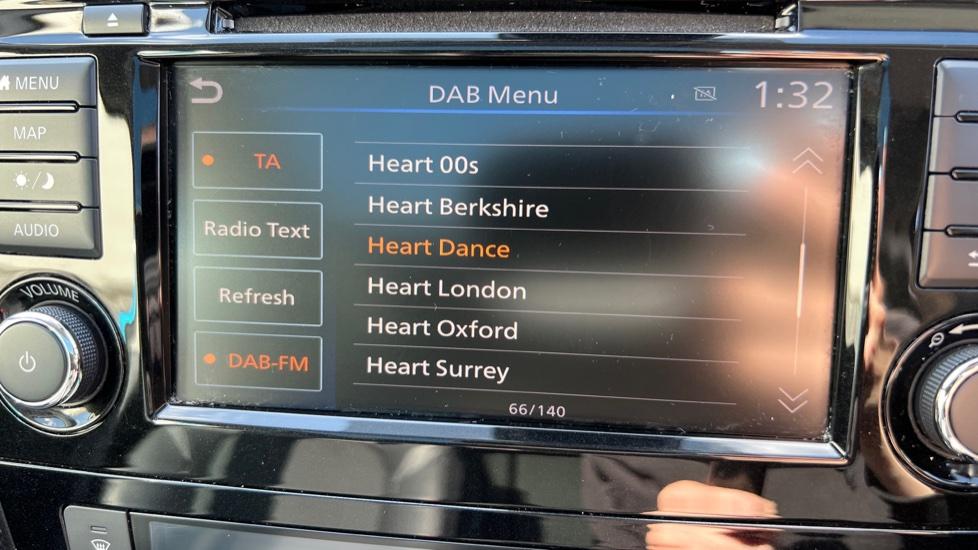 MENU
MAP
AUDIO
VOLUME
DAB Menu
TA
1:32
TA
Radio Text
Refresh
DAB-FM
Heart 00s
Heart Berkshire
Heart Dance
Heart London
Heart Oxford
Heart Surrey
66/140